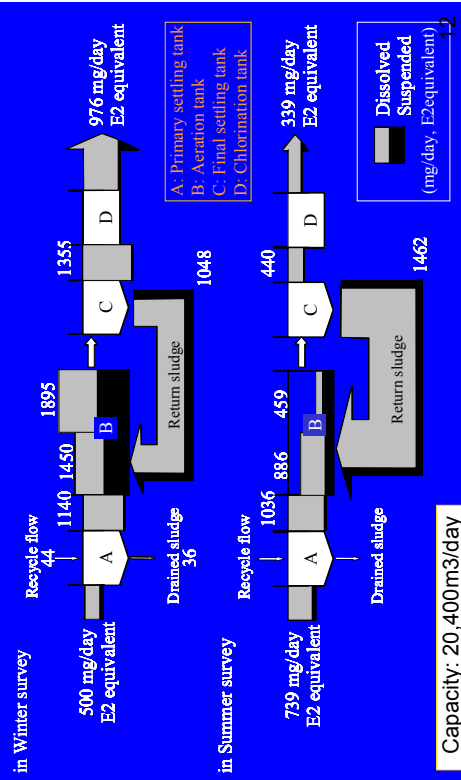 in Winter survey
Recycle flow
44
500 mg/day
E2 equivalent
A
Drained sludge
36
1140
1450
1895
B
Return sludge
1048
C
1355
D
976 mg/day
E2 equivalent
A: Primary settling tank
B: Aeration tank
C: Final settling tank
D: Chlorination tank
in Summer survey
Recycle flow
739 mg/day
E2 equivalent
A
Drained sludge
1036
886
459
B
Return sludge
1462
C
440
D
339 mg/day
E2 equivalent
Dissolved
Suspended
(mg/day, E2equivalent)
Capacity: 20,400m3/day
12